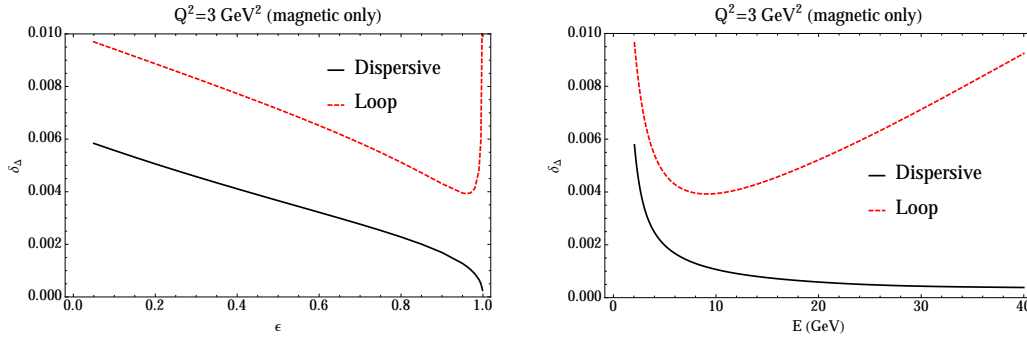 Q²=3 GeV² (magnetic only)
0.010
0.008
0.006
0.004
0.002
0.000
δΔ
Dispersive
Loop
0.0
0.2
0.4
0.6
0.8
1.0
ϵ
Q²=3 GeV² (magnetic only)
0.010
0.008
0.006
0.004
0.002
0.000
δΔ
Dispersive
Loop
0
10
20
30
40
E (GeV)